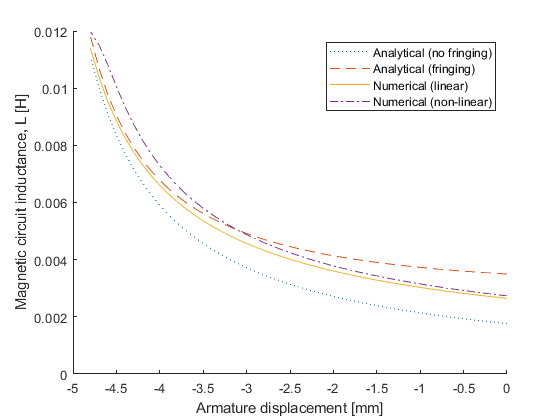 0.012
0.01
0.008
0.006
0.004
0.002
0
Magnetic circuit inductance, L [H]
Analytical (no fringing)
Analytical (fringing)
Numerical (linear)
Numerical (non-linear)
-5 -4.5 -4 -3.5 -3 -2.5 -2 -1.5 -1 -0.5 0
Armature displacement [mm]